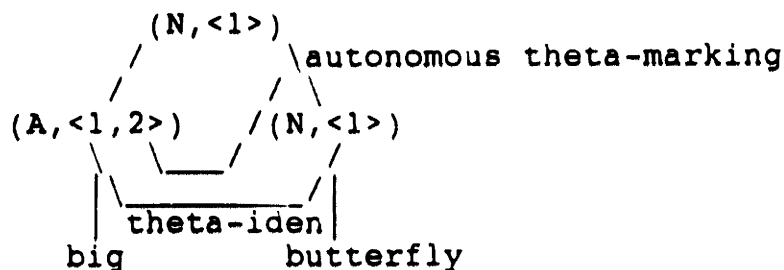 (N,<1>)
autonomous theta-marking
(A,<1,2>) (N,<1>)
theta-iden
big butterfly